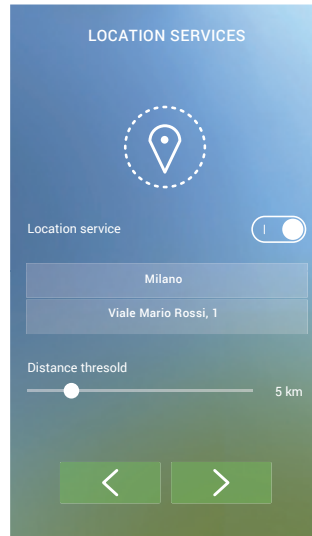 LOCATION SERVICES
Location service
Milano
Viale Mario Rossi, 1
Distance thresold
5 km